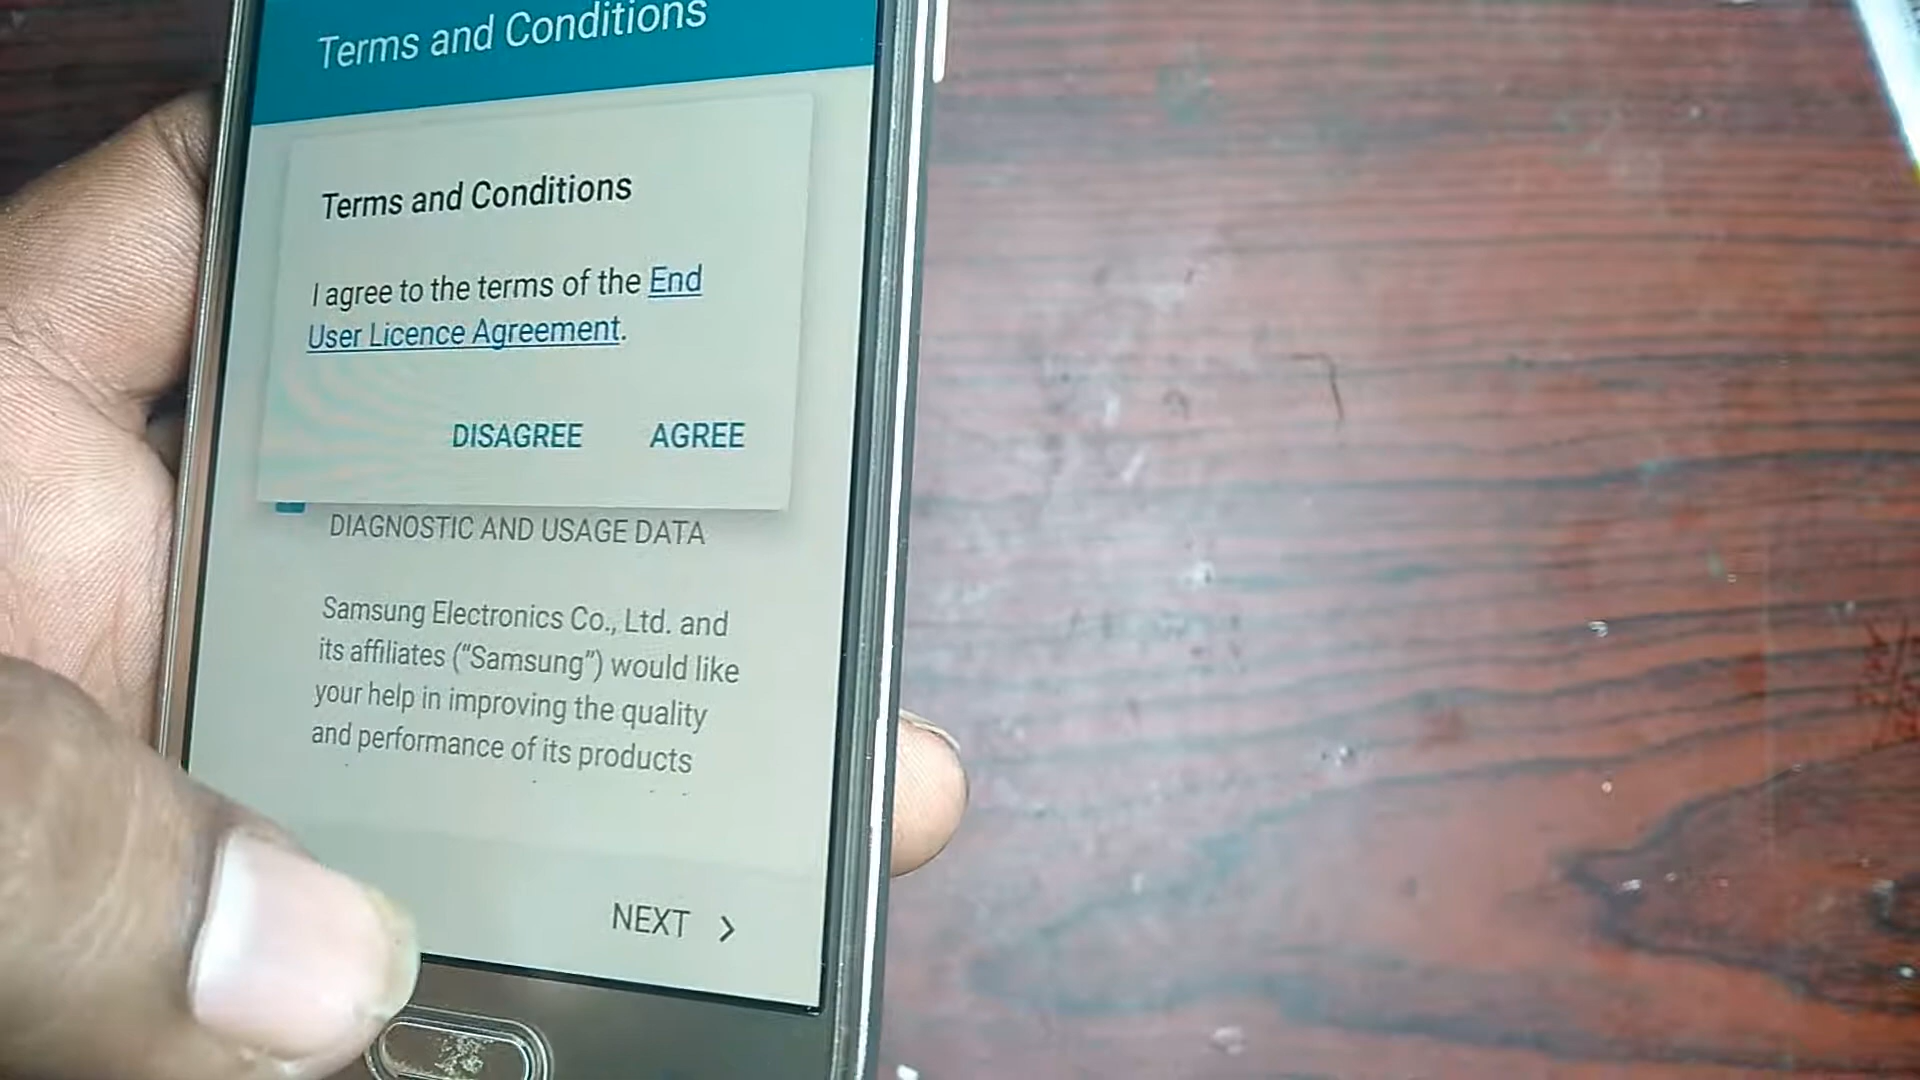 Terms and Conditions
Terms and Conditions
I agree to the terms of the End
User Licence Agreement.
DISAGREE AGREE
DIAGNOSTIC AND USAGE DATA
Samsung Electronics Co., Ltd. and
its affiliates (“Samsung”) would like
your help in improving the quality
and performance of its products
NEXT >